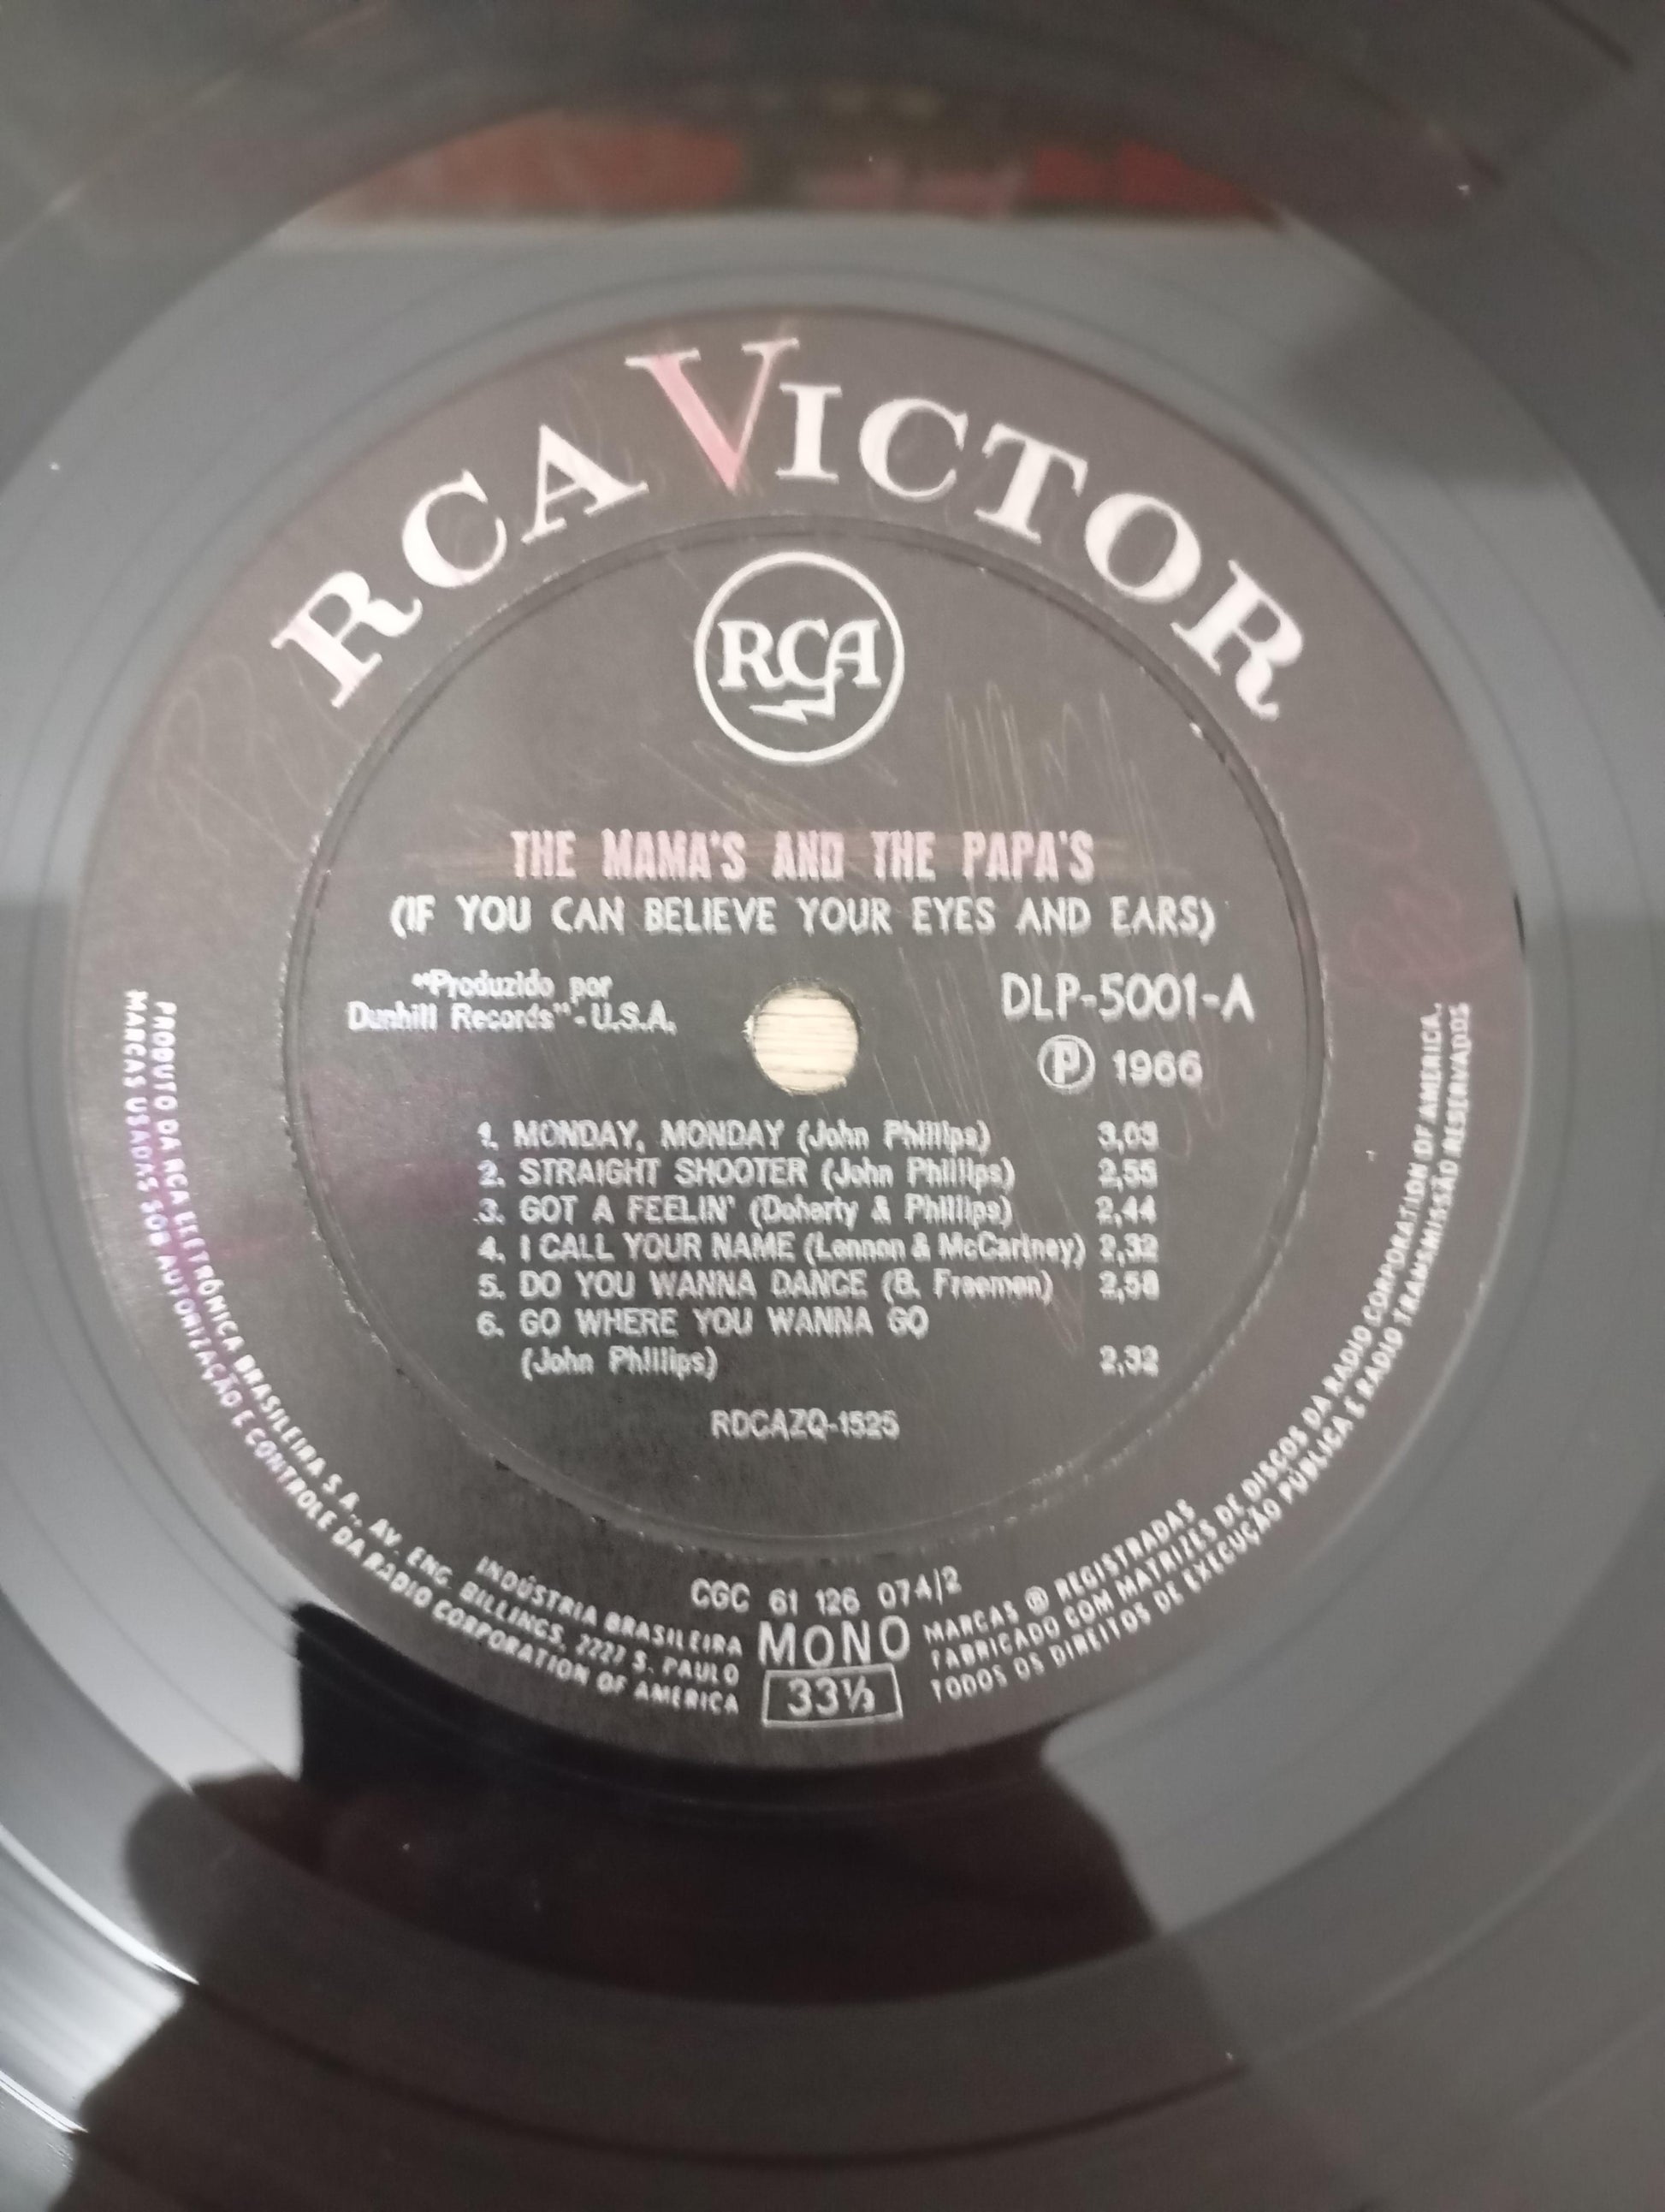 RCA VICTOR
RCA
THE MAMA'S AND THE PAPA'S
(IF YOU CAN BELIEVE YOUR EYES AND EARS)
"Produzido por
Dunhill Records"-U.S.A.
DLP-5001-A
Ⓟ 1966
1. MONDAY, MONDAY (John Phillips) 3,03
2. STRAIGHT SHOOTER (John Phillips) 2,55
3. GOT A FEELIN' (Doherty & Phillips) 2,44
4. I CALL YOUR NAME (Lennon & McCartney) 2,32
5. DO YOU WANNA DANCE (B. Freeman) 2,58
6. GO WHERE YOU WANNA GO
(John Phillips) 2,32
RDCAZQ-1525
CGC 61 126 074/2
MONO
33⅓
INDÚSTRIA BRASILEIRA
PRODUTO DA RCA ELETRÔNICA BRASILEIRA S.A., AV. ENG. BILLINGS, 2227 S. PAULO
MARCAS USADAS SOB AUTORIZAÇÃO E CONTROLE DA RADIO CORPORATION OF AMERICA
MARCAS ® REGISTRADAS
FABRICADO COM MATRIZES DE DISCOS DA RADIO CORPORATION OF AMERICA.
TODOS OS DIREITOS DE EXECUÇÃO PÚBLICA E RADIO TRANSMISSÃO RESERVADOS